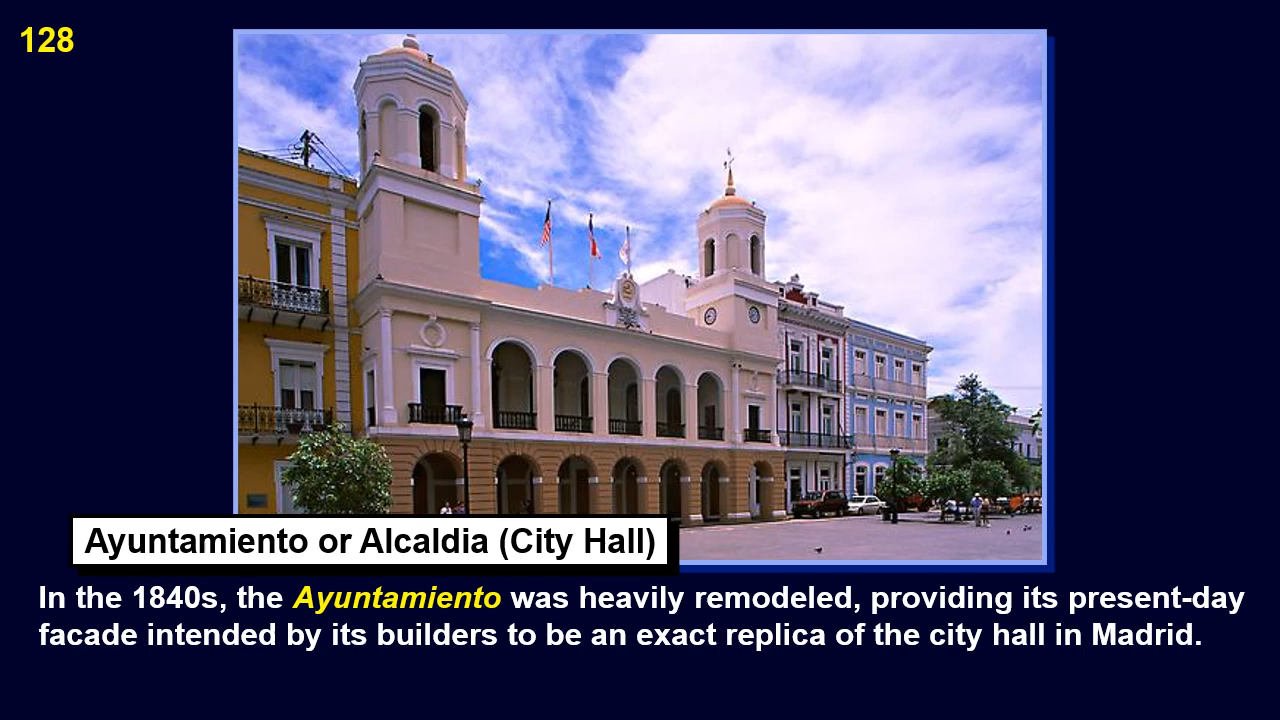 128
Ayuntamiento or Alcaldia (City Hall)
In the 1840s, the Ayuntamiento was heavily remodeled, providing its present-day
facade intended by its builders to be an exact replica of the city hall in Madrid.